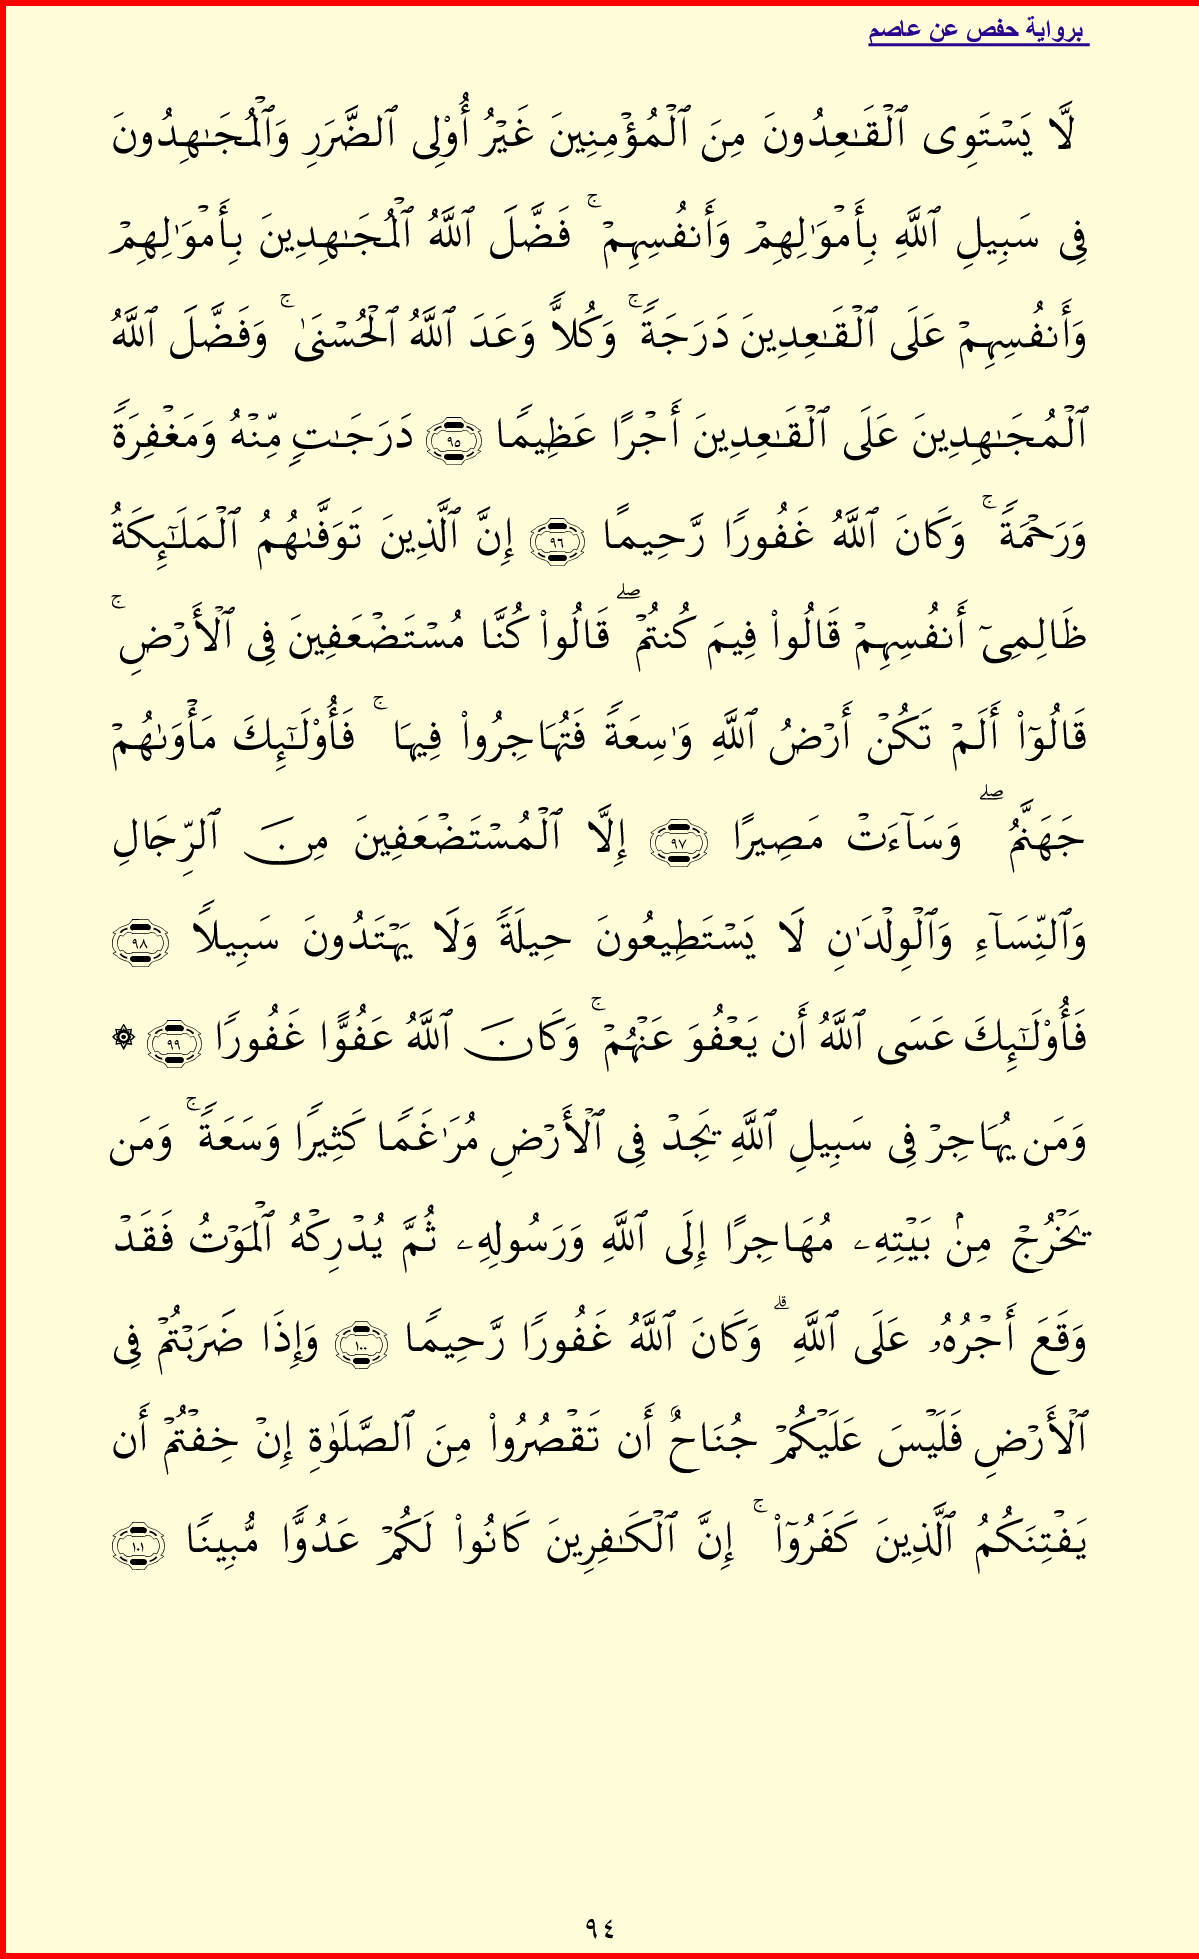 برواية حفص عن عاصم
لَّا يَسْتَوِى ٱلْقَـٰعِدُونَ مِنَ ٱلْمُؤْمِنِينَ غَيْرُ أُو۟لِى ٱلضَّرَرِ وَٱلْمُجَـٰهِدُونَ
فِى سَبِيلِ ٱللَّهِ بِأَمْوَٰلِهِمْ وَأَنفُسِهِمْ ۚ فَضَّلَ ٱللَّهُ ٱلْمُجَـٰهِدِينَ بِأَمْوَٰلِهِمْ
وَأَنفُسِهِمْ عَلَى ٱلْقَـٰعِدِينَ دَرَجَةً ۚ وَكُلاًّ وَعَدَ ٱللَّهُ ٱلْحُسْنَىٰ ۚ وَفَضَّلَ ٱللَّهُ
ٱلْمُجَـٰهِدِينَ عَلَى ٱلْقَـٰعِدِينَ أَجْرًا عَظِيمًا ٩٥ دَرَجَـٰتٍ مِّنْهُ وَمَغْفِرَةً
وَرَحْمَةً ۚ وَكَانَ ٱللَّهُ غَفُورًا رَّحِيمًا ٩٦ إِنَّ ٱلَّذِينَ تَوَفَّىٰهُمُ ٱلْمَلَـٰٓئِكَةُ
ظَالِمِىٓ أَنفُسِهِمْ قَالُوا۟ فِيمَ كُنتُمْ ۖ قَالُوا۟ كُنَّا مُسْتَضْعَفِينَ فِى ٱلْأَرْضِ ۚ
قَالُوٓا۟ أَلَمْ تَكُنْ أَرْضُ ٱللَّهِ وَٰسِعَةً فَتُهَاجِرُوا۟ فِيهَا ۚ فَأُو۟لَـٰٓئِكَ مَأْوَىٰهُمْ
جَهَنَّمُ ۖ وَسَآءَتْ مَصِيرًا ٩٧ إِلَّا ٱلْمُسْتَضْعَفِينَ مِنَ ٱلرِّجَالِ
وَٱلنِّسَآءِ وَٱلْوِلْدَٰنِ لَا يَسْتَطِيعُونَ حِيلَةً وَلَا يَهْتَدُونَ سَبِيلاً ٩٨
فَأُو۟لَـٰٓئِكَ عَسَى ٱللَّهُ أَن يَعْفُوَ عَنْهُمْ ۚ وَكَانَ ٱللَّهُ عَفُوًّا غَفُورًا ٩٩ ۞
وَمَن يُهَاجِرْ فِى سَبِيلِ ٱللَّهِ يَجِدْ فِى ٱلْأَرْضِ مُرَٰغَمًا كَثِيرًا وَسَعَةً ۚ وَمَن
يَخْرُجْ مِنۢ بَيْتِهِۦ مُهَاجِرًا إِلَى ٱللَّهِ وَرَسُولِهِۦ ثُمَّ يُدْرِكْهُ ٱلْمَوْتُ فَقَدْ
وَقَعَ أَجْرُهُۥ عَلَى ٱللَّهِ ۗ وَكَانَ ٱللَّهُ غَفُورًا رَّحِيمًا ١٠٠ وَإِذَا ضَرَبْتُمْ فِى
ٱلْأَرْضِ فَلَيْسَ عَلَيْكُمْ جُنَاحٌ أَن تَقْصُرُوا۟ مِنَ ٱلصَّلَوٰةِ إِنْ خِفْتُمْ أَن
يَفْتِنَكُمُ ٱلَّذِينَ كَفَرُوٓا۟ ۚ إِنَّ ٱلْكَـٰفِرِينَ كَانُوا۟ لَكُمْ عَدُوًّا مُّبِينًا ١٠١
٩٤